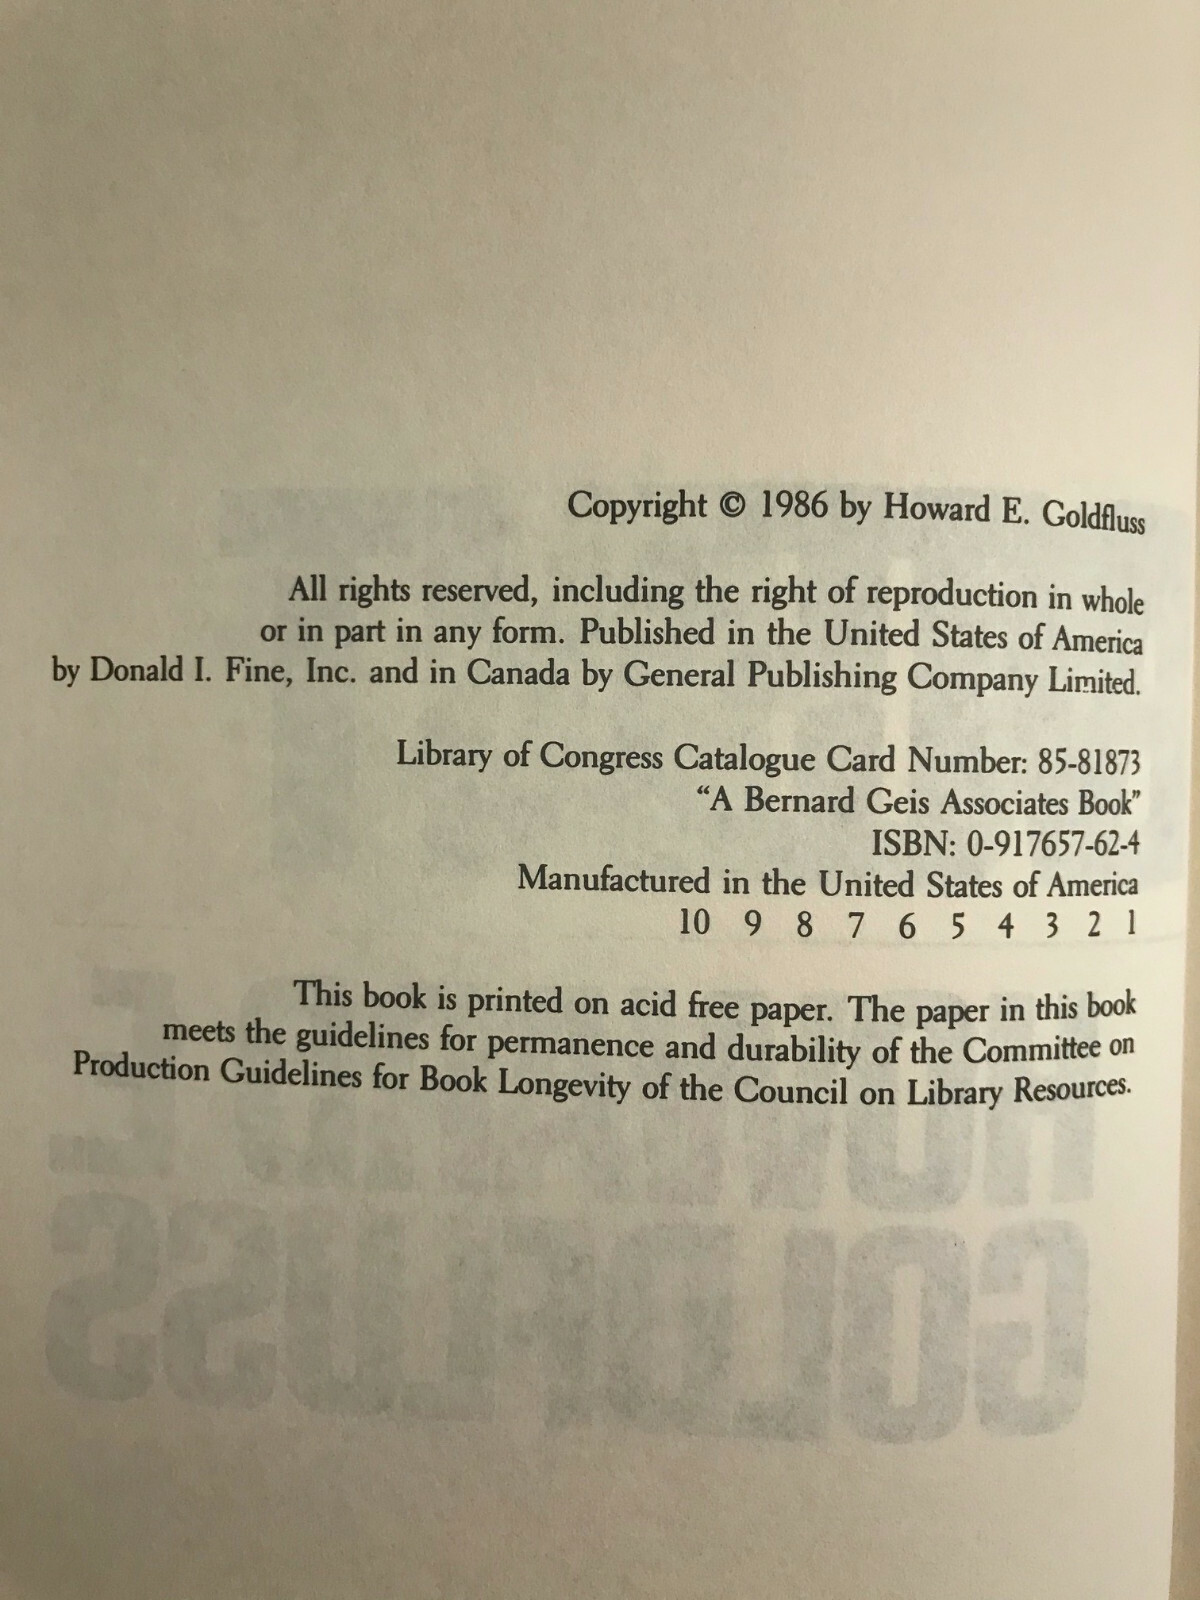 Copyright © 1986 by Howard E. Goldfluss
All rights reserved, including the right of reproduction in whole
or in part in any form. Published in the United States of America
by Donald I. Fine, Inc. and in Canada by General Publishing Company Limited.
Library of Congress Catalogue Card Number: 85-81873
“A Bernard Geis Associates Book”
ISBN: 0-917657-62-4
Manufactured in the United States of America
10 9 8 7 6 5 4 3 2 1
This book is printed on acid free paper. The paper in this book
meets the guidelines for permanence and durability of the Committee on
Production Guidelines for Book Longevity of the Council on Library Resources.